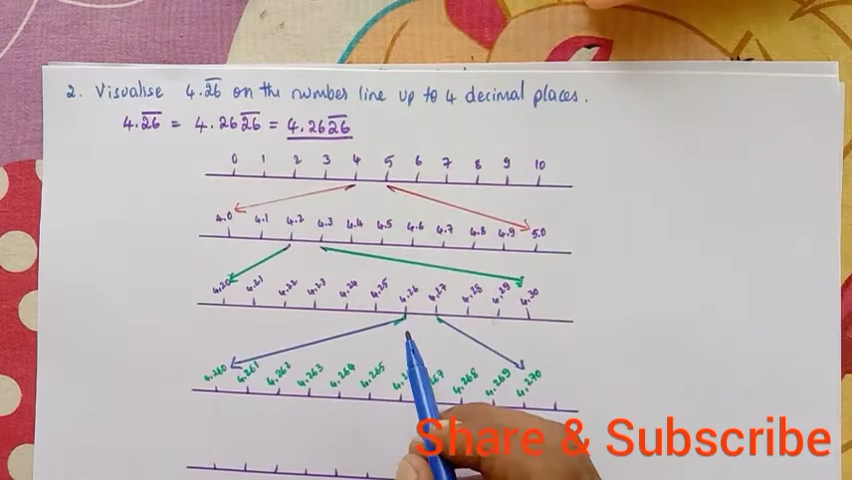 2. Visualise 4.2̅6̅ on the number line up to 4 decimal places.
4.2̅6̅ = 4.262̅6̅ = 4.262̅6̅
0 1 2 3 4 5 6 7 8 9 10
4.0 4.1 4.2 4.3 4.4 4.5 4.6 4.7 4.8 4.9 5.0
4.20 4.21 4.22 4.23 4.24 4.25 4.26 4.27 4.28 4.29 4.30
4.260 4.261 4.262 4.263 4.264 4.265 4.268 4.269 4.270
Share & Subscribe